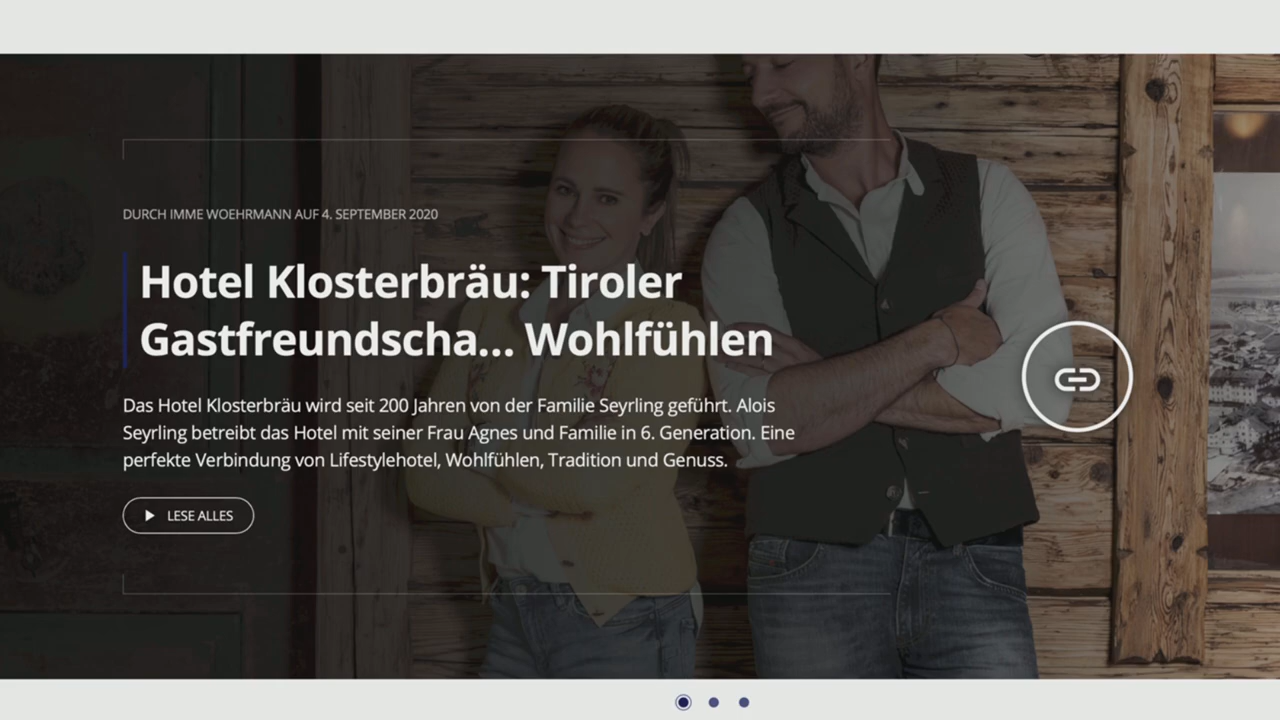 DURCH IMME WOEHRMANN AUF 4. SEPTEMBER 2020
Hotel Klosterbräu: Tiroler
Gastfreundscha... Wohlfühlen
Das Hotel Klosterbräu wird seit 200 Jahren von der Familie Seyrling geführt. Alois
Seyrling betreibt das Hotel mit seiner Frau Agnes und Familie in 6. Generation. Eine
perfekte Verbindung von Lifestylehotel, Wohlfühlen, Tradition und Genuss.
LESE ALLES